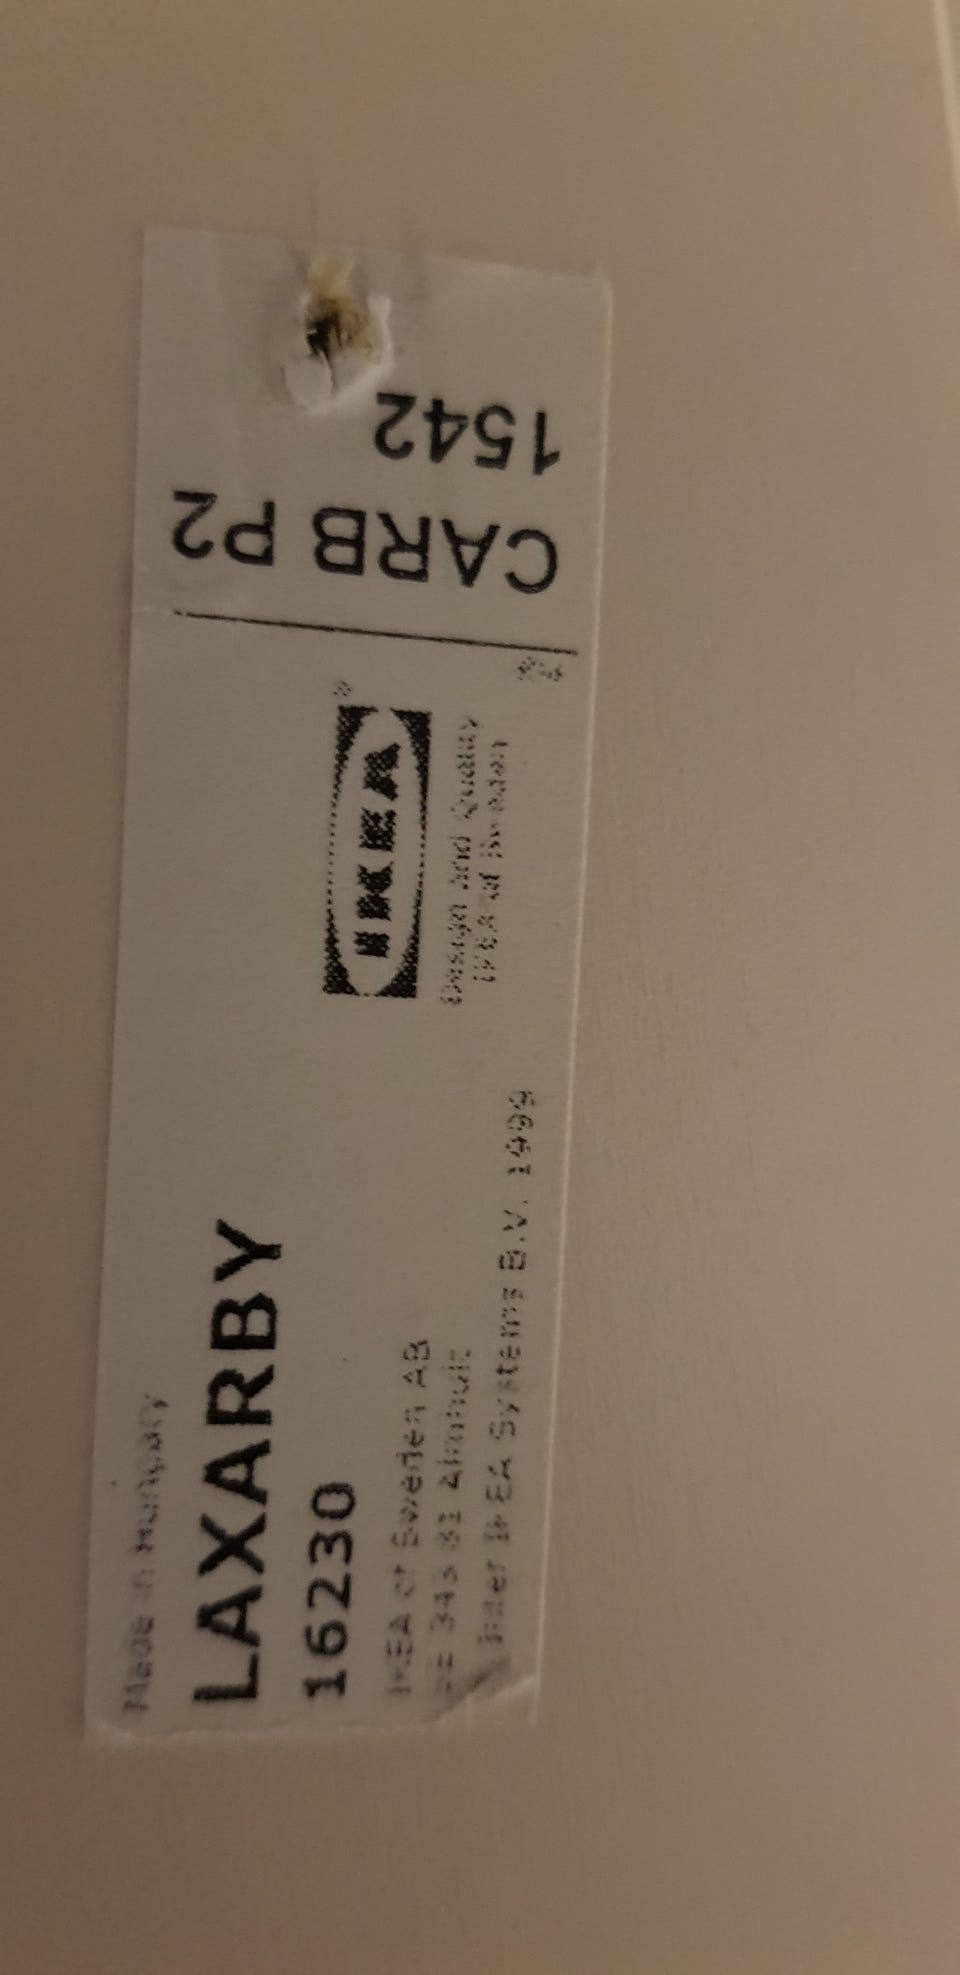 Made in Hungary
LAXARBY
16230
IKEA of Sweden AB
SE 343 81 Älmhult
Inter IKEA Systems B.V. 1999
IKEA
®
Design and Quality
IKEA of Sweden
CARB P2
1542